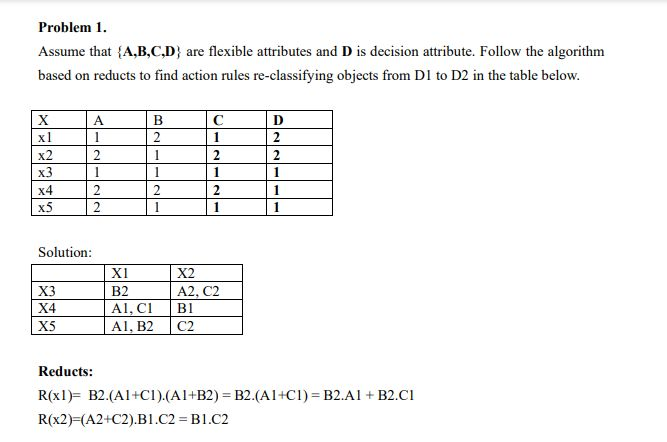 Problem 1.
Assume that {A,B,C,D} are flexible attributes and D is decision attribute. Follow the algorithm
based on reducts to find action rules re-classifying objects from D1 to D2 in the table below.
X A B C D
x1 1 2 1 2
x2 2 1 2 2
x3 1 1 1 1
x4 2 2 2 1
x5 2 1 1 1
Solution:
X1 X2
X3 B2 A2, C2
X4 A1, C1 B1
X5 A1, B2 C2
Reducts:
R(x1)= B2.(A1+C1).(A1+B2) = B2.(A1+C1) = B2.A1 + B2.C1
R(x2)=(A2+C2).B1.C2 = B1.C2